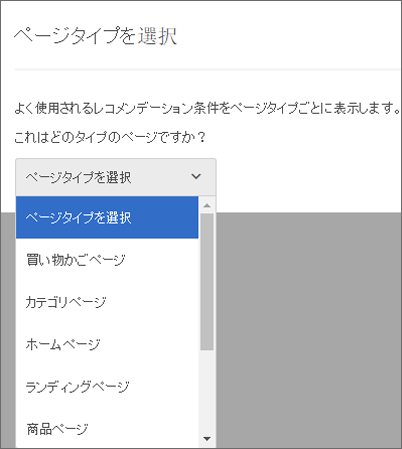 ページタイプを選択
よく使用されるレコメンデーション条件をページタイプごとに表示します。
これはどのタイプのページですか？
ページタイプを選択
ページタイプを選択
買い物かごページ
カテゴリページ
ホームページ
ランディングページ
商品ページ